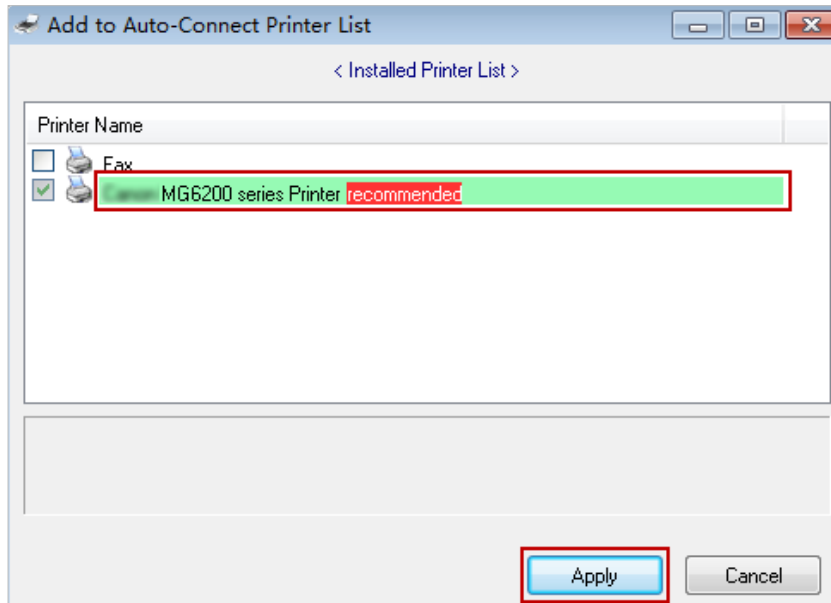 Add to Auto-Connect Printer List
< Installed Printer List >
Printer Name
Fax
MG6200 series Printer recommended
Apply
Cancel